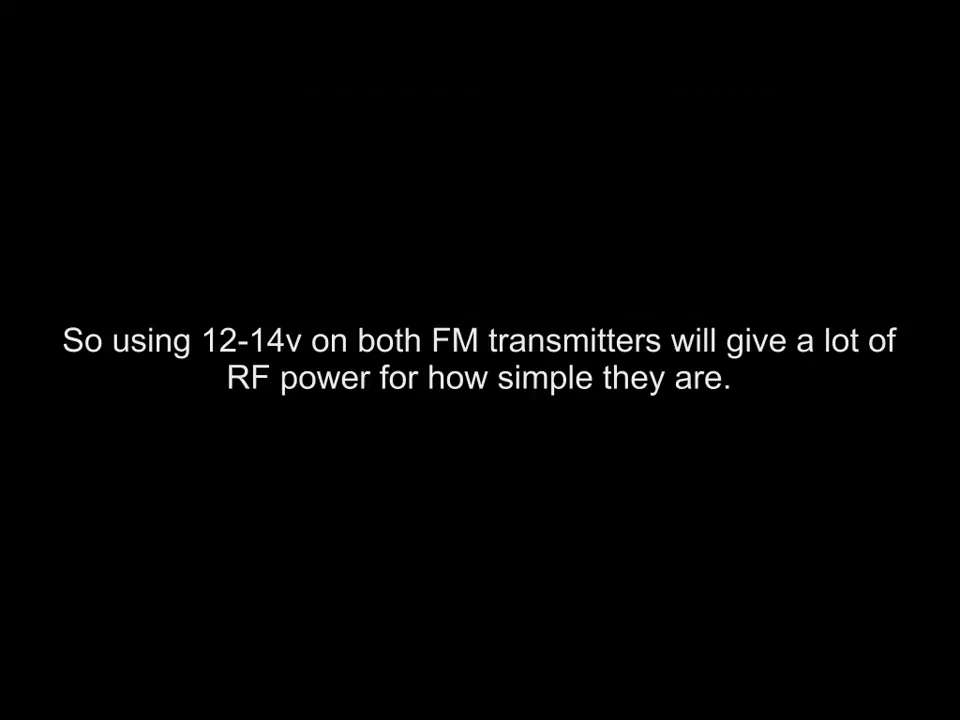 So using 12-14v on both FM transmitters will give a lot of
RF power for how simple they are.